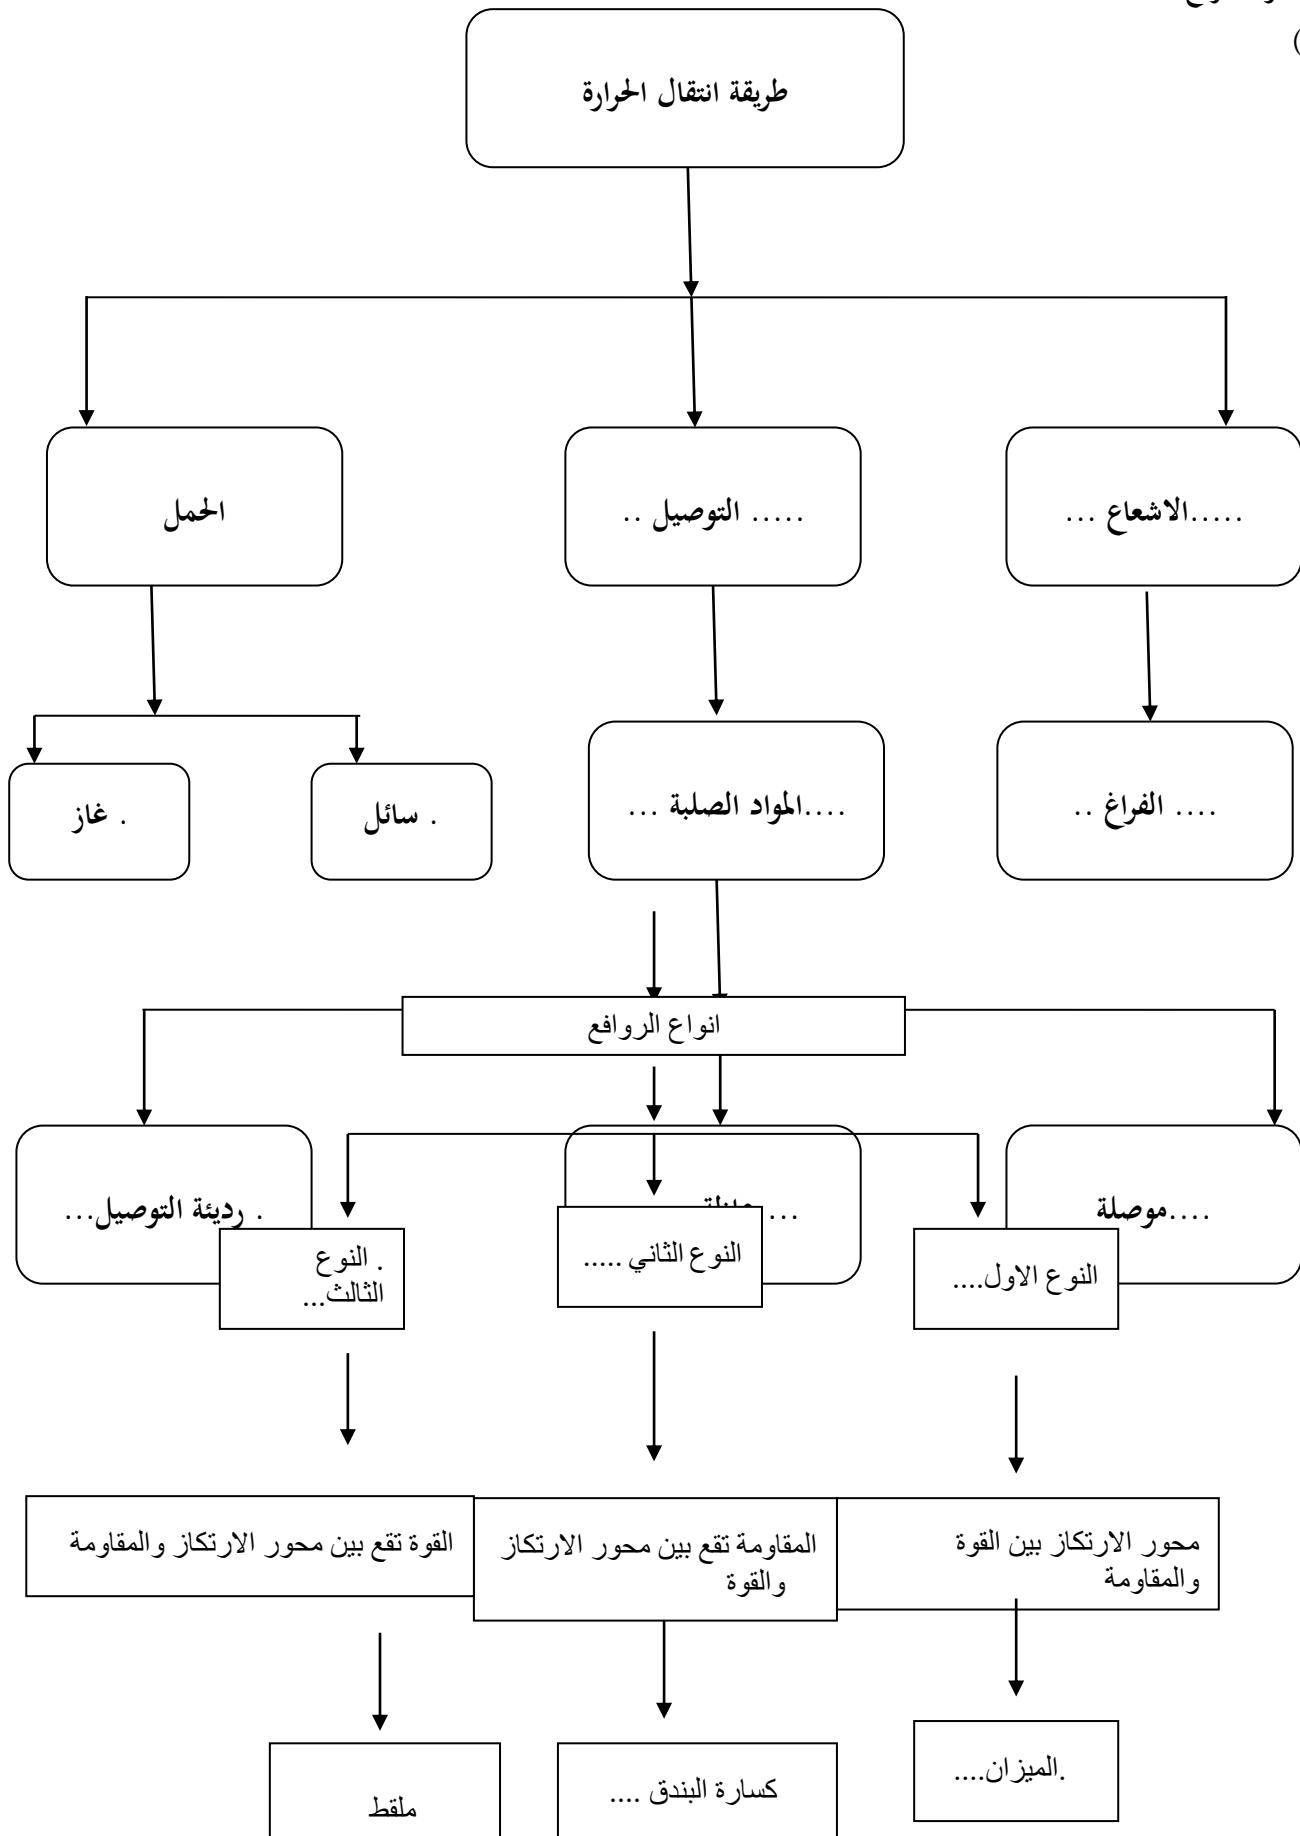 طريقة انتقال الحرارة
.....الاشعاع ...
..... التوصيل ..
الحمل
.... الفراغ ..
....المواد الصلبة ...
. سائل
. غاز
انواع الروافع
....موصلة
...
. رديئة التوصيل...
النوع الاول....
النوع الثاني .....
. النوع
الثالث...
محور الارتكاز بين القوة
والمقاومة
المقاومة تقع بين محور الارتكاز
والقوة
القوة تقع بين محور الارتكاز والمقاومة
.الميزان....
كسارة البندق ....
ملقط